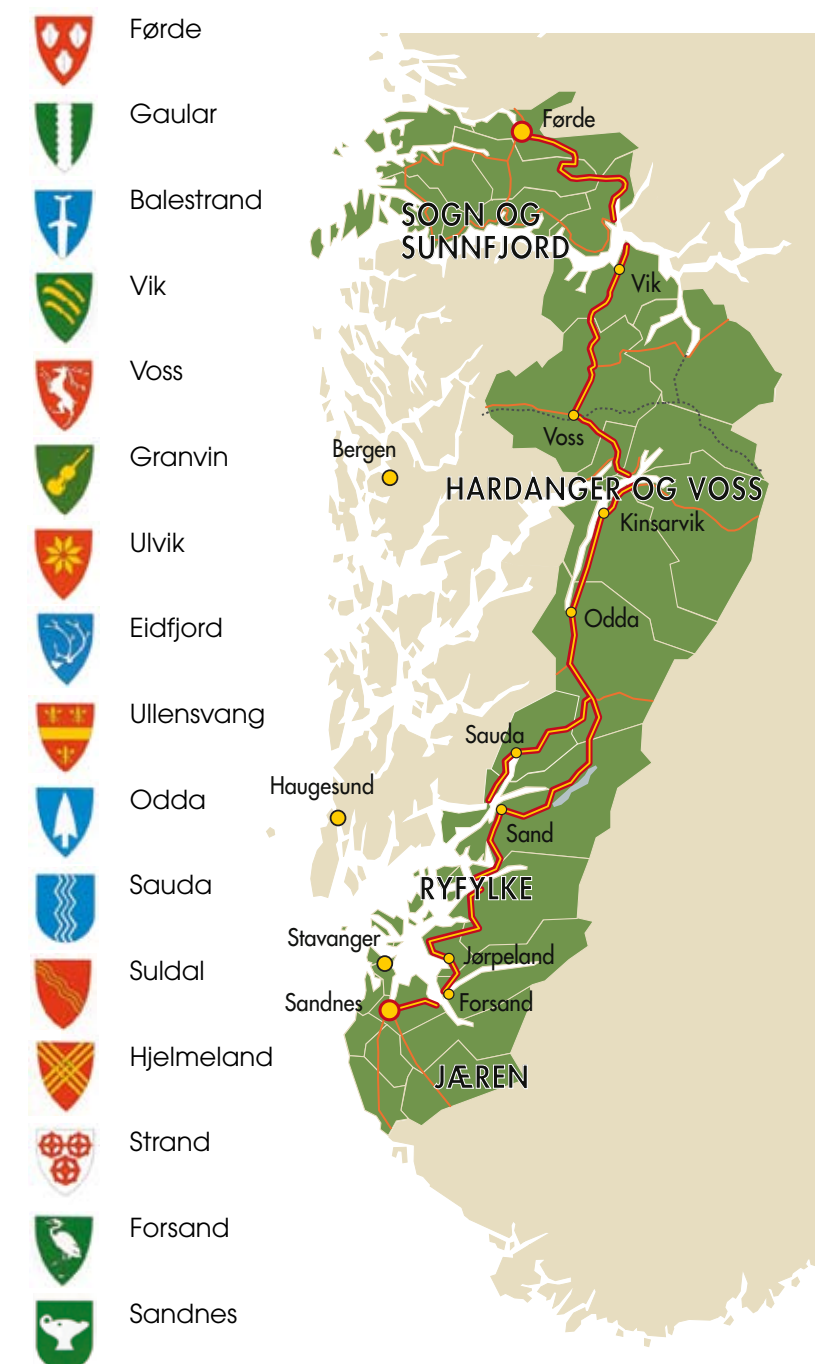 Førde
Gaular
Balestrand
Vik
Voss
Granvin
Ulvik
Eidfjord
Ullensvang
Odda
Sauda
Suldal
Hjelmeland
Strand
Forsand
Sandnes
Førde
SOGN OG
SUNNFJORD
Vik
Voss
Bergen
HARDANGER OG VOSS
Kinsarvik
Odda
Sauda
Haugesund
Sand
RYFYLKE
Stavanger
Jørpeland
Sandnes
Forsand
JÆREN